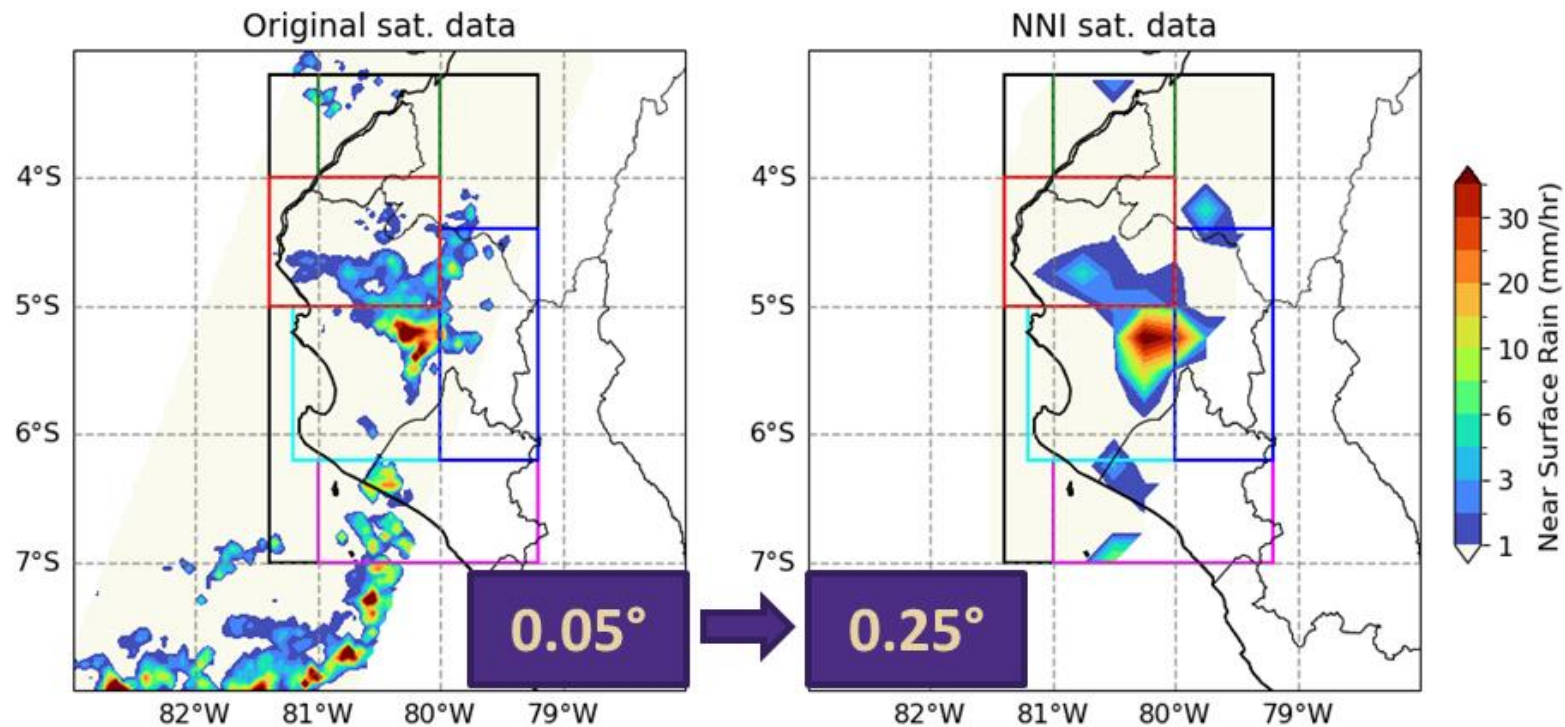 Original sat. data
NNI sat. data
4°S
5°S
6°S
7°S
82°W 81°W 80°W 79°W
4°S
5°S
6°S
7°S
82°W 81°W 80°W 79°W
0.05°
0.25°
30
20
10
6
3
1
Near Surface Rain (mm/hr)